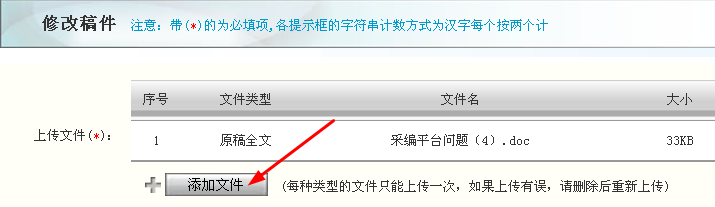 修改稿件 注意：带(*)的为必填项,各提示框的字符串计数方式为汉字每个按两个计
序号 文件类型 文件名 大小
上传文件(*)：
1 原稿全文 采编平台问题（4）.doc 33KB
添加文件 (每种类型的文件只能上传一次，如果上传有误，请删除后重新上传)